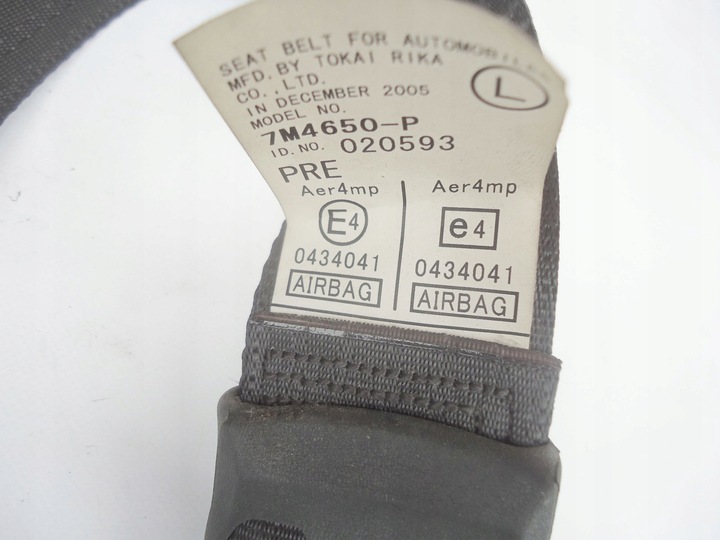 SEAT BELT FOR AUTOMOBILES
MFD. BY TOKAI RIKA
CO., LTD.
IN DECEMBER 2005
MODEL NO.
7M4650-P
ID. NO. 020593
L
PRE
Aer4mp
E4
0434041
AIRBAG
Aer4mp
e4
0434041
AIRBAG